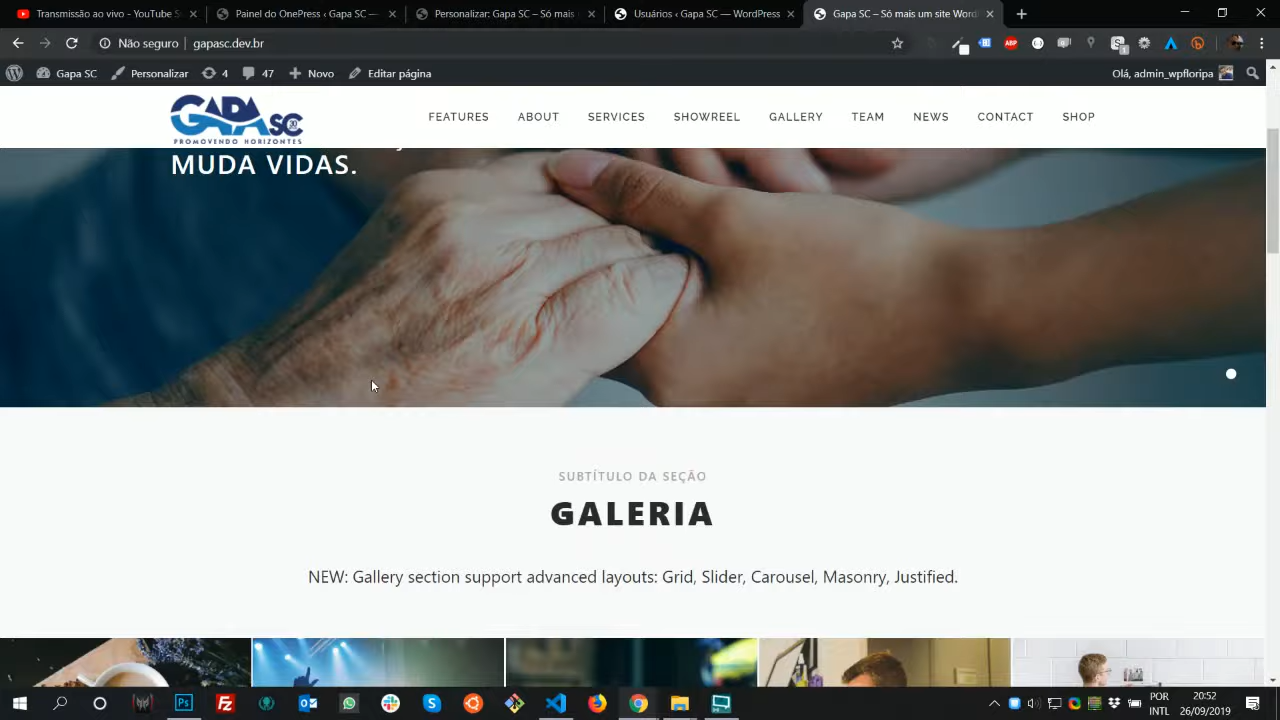 Transmissão ao vivo - YouTube S
Painel do OnePress ‹ Gapa SC —
Personalizar: Gapa SC – Só mais
Usuários ‹ Gapa SC — WordPress
Gapa SC – Só mais um site Word
Não seguro | gapasc.dev.br
Gapa SC
Personalizar
4
47
Novo
Editar página
Olá, admin_wpfloripa
GAPA SC
PROMOVENDO HORIZONTES
FEATURES
ABOUT
SERVICES
SHOWREEL
GALLERY
TEAM
NEWS
CONTACT
SHOP
MUDA VIDAS.
SUBTÍTULO DA SEÇÃO
GALERIA
NEW: Gallery section support advanced layouts: Grid, Slider, Carousel, Masonry, Justified.
POR
INTL
20:52
26/09/2019